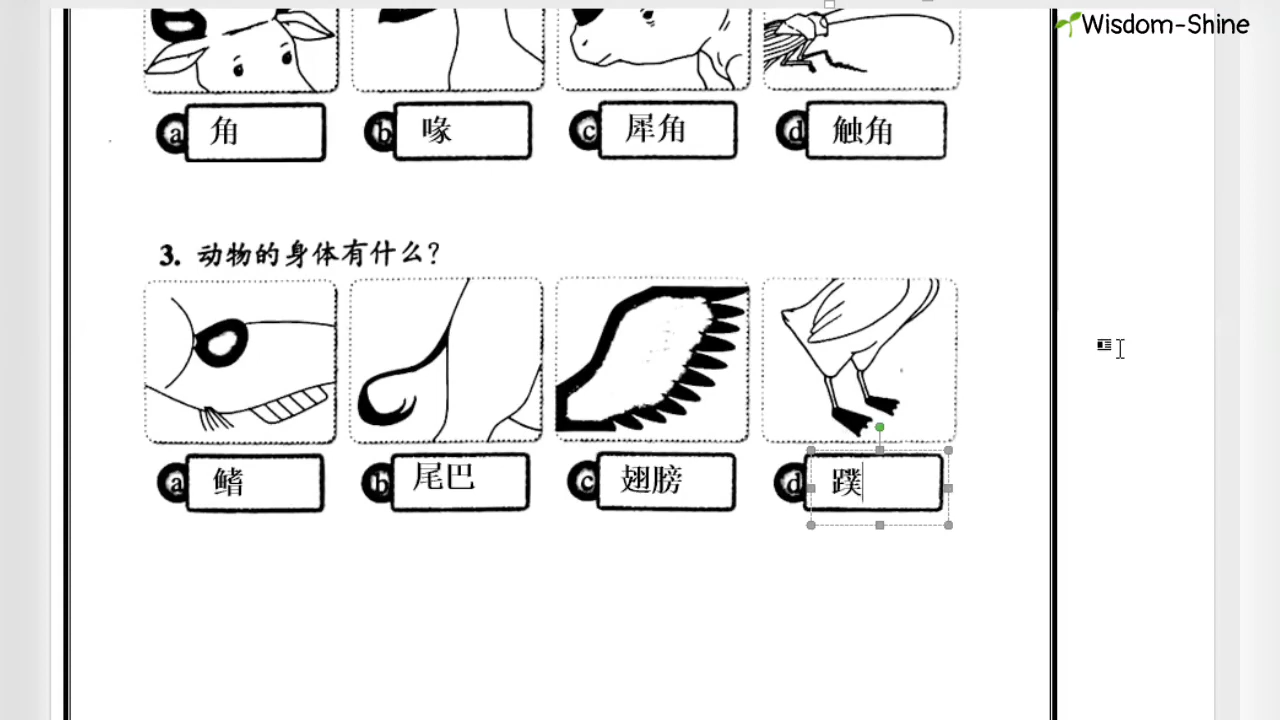 Wisdom-Shine
a 角 b 喙 c 犀角 d 触角
3. 动物的身体有什么？
a 鳍 b 尾巴 c 翅膀 d 蹼